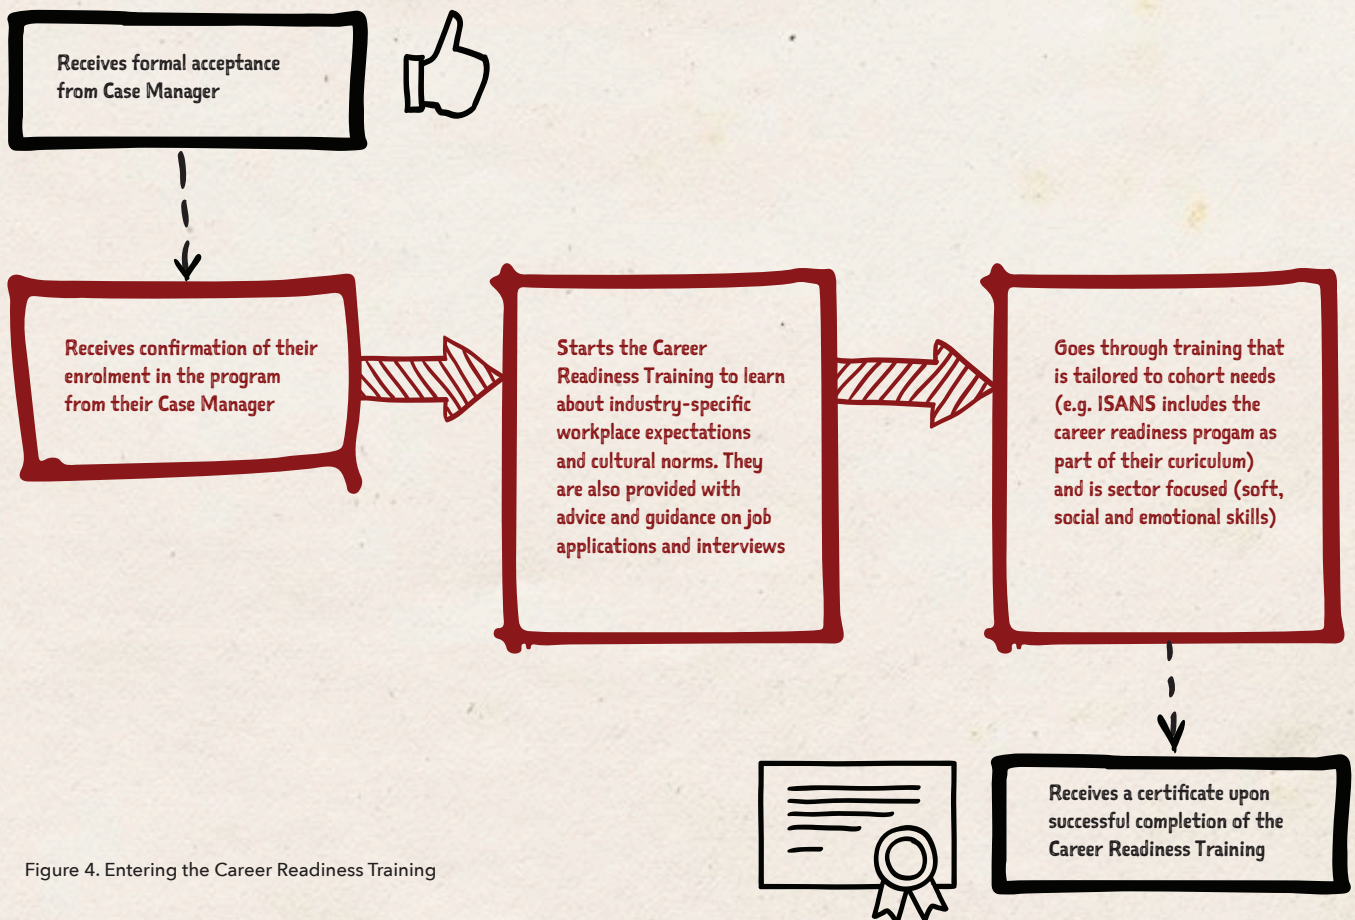 Receives formal acceptance
from Case Manager
Receives confirmation of their
enrolment in the program
from their Case Manager
Starts the Career
Readiness Training to learn
about industry-specific
workplace expectations
and cultural norms. They
are also provided with
advice and guidance on job
applications and interviews
Goes through training that
is tailored to cohort needs
(e.g. ISANS includes the
career readiness progam as
part of their curiculum)
and is sector focused (soft,
social and emotional skills)
Receives a certificate upon
successful completion of the
Career Readiness Training
Figure 4. Entering the Career Readiness Training